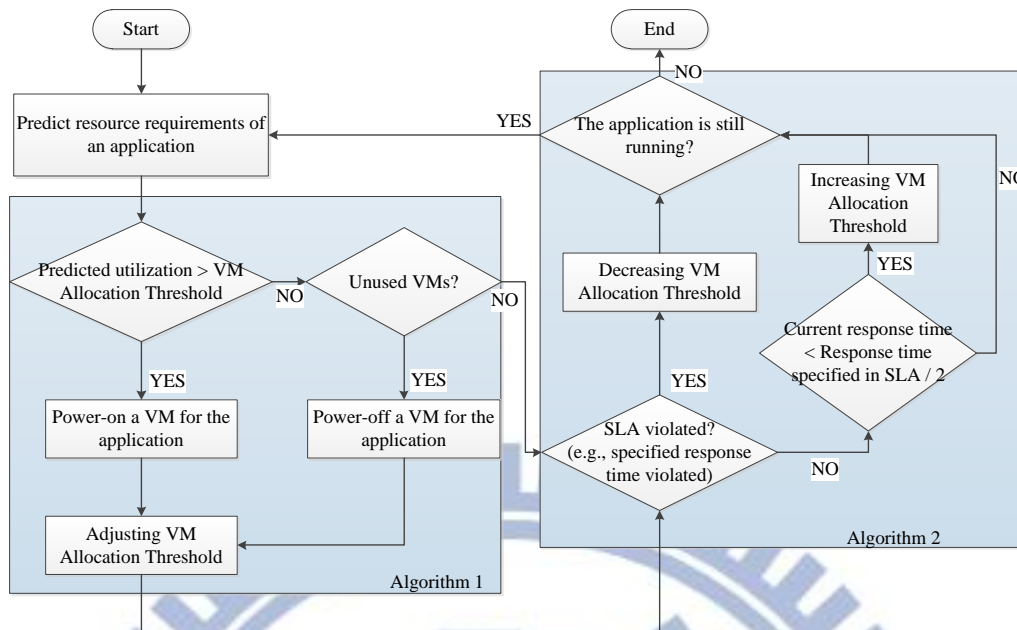 Start
Predict resource requirements of
an application
Predicted utilization > VM
Allocation Threshold
NO
Unused VMs?
NO
YES
YES
Power-on a VM for the
application
Power-off a VM for the
application
Adjusting VM
Allocation Threshold
Algorithm 1
End
NO
The application is still
running?
YES
Increasing VM
Allocation
Threshold
NO
YES
Decreasing VM
Allocation Threshold
Current response time
< Response time
specified in SLA / 2
YES
SLA violated?
(e.g., specified response
time violated)
NO
Algorithm 2